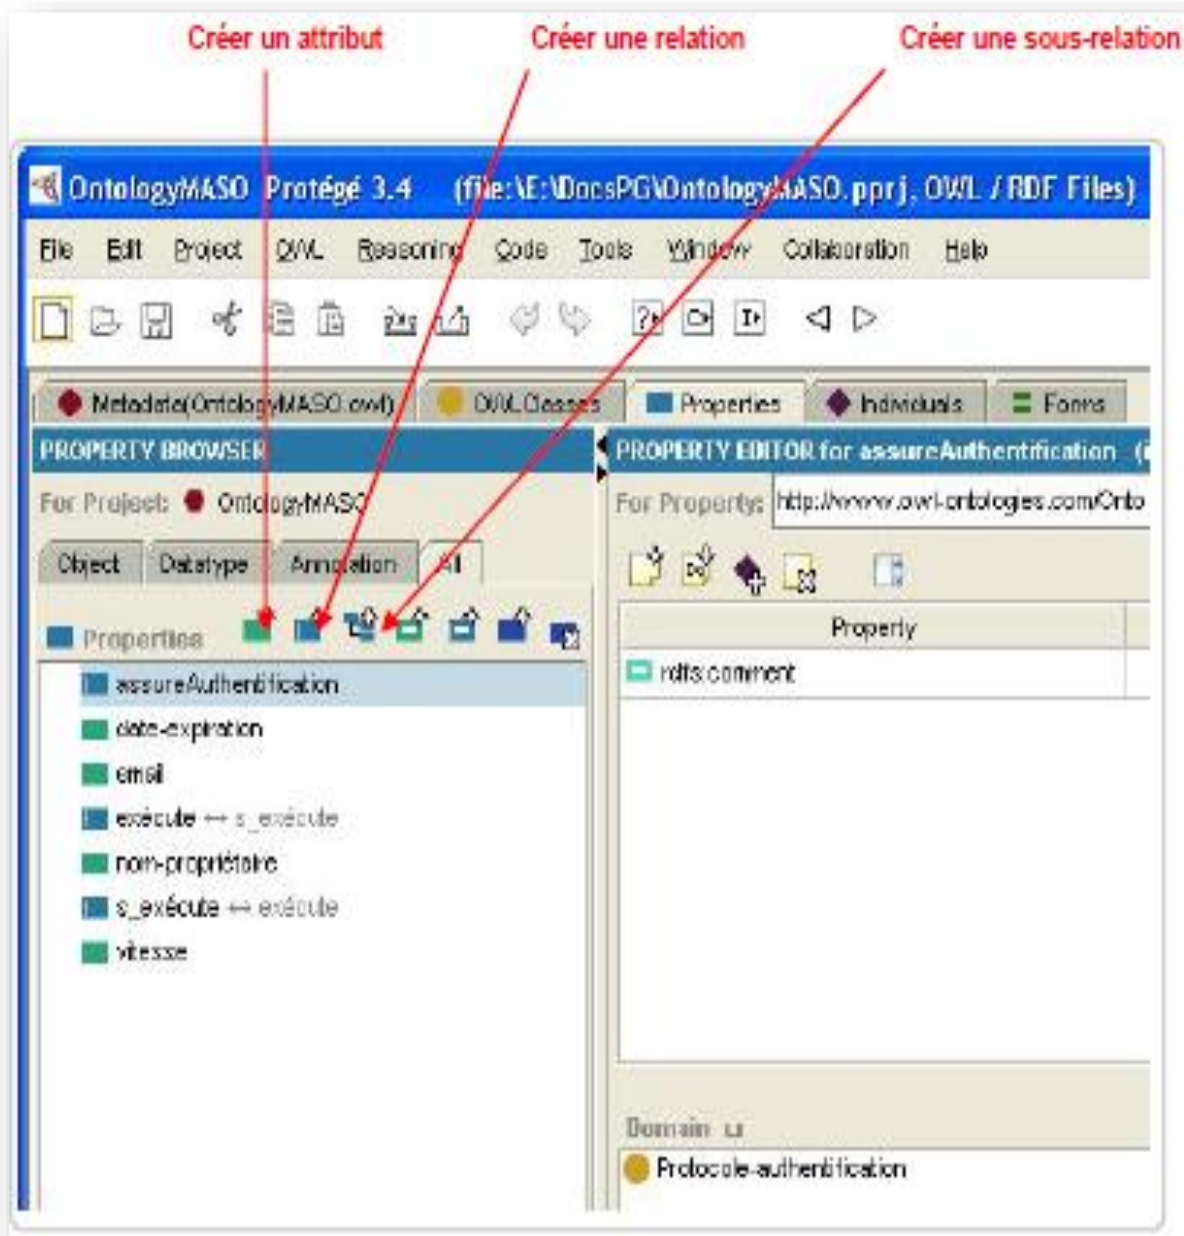 Créer un attribut
Créer une relation
Créer une sous-relation
OntologyMASO Protégé 3.4 (file:\E:\DocsPG\OntologyMASO.pprj, OWL / RDF Files)
File Edit Project OWL Reasoning Code Tools Window Collaboration Help
Metadata(OntologyMASO.owl) OWLClasses Properties Individuals Forms
PROPERTY BROWSER
For Project: OntologyMASO
Object Datatype Annotation All
Properties
assureAuthentification
date-expiration
email
exécute ↔ s_exécute
nom-propriétaire
s_exécute ↔ exécute
vitesse
PROPERTY EDITOR for assureAuthentification (i
For Property: http://www.owl-ontologies.com/Onto
Property
rdfs:comment
Domain ⊔
Protocole-authentification